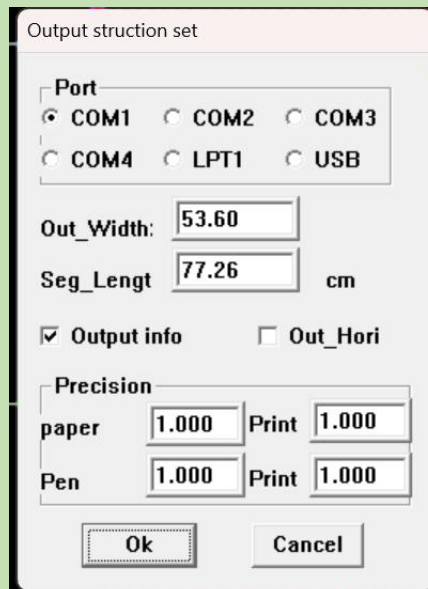 Output struction set
Port
COM1 COM2 COM3
COM4 LPT1 USB
Out_Width: 53.60
Seg_Lengt 77.26 cm
Output info Out_Hori
Precision
paper 1.000 Print 1.000
Pen 1.000 Print 1.000
Ok Cancel